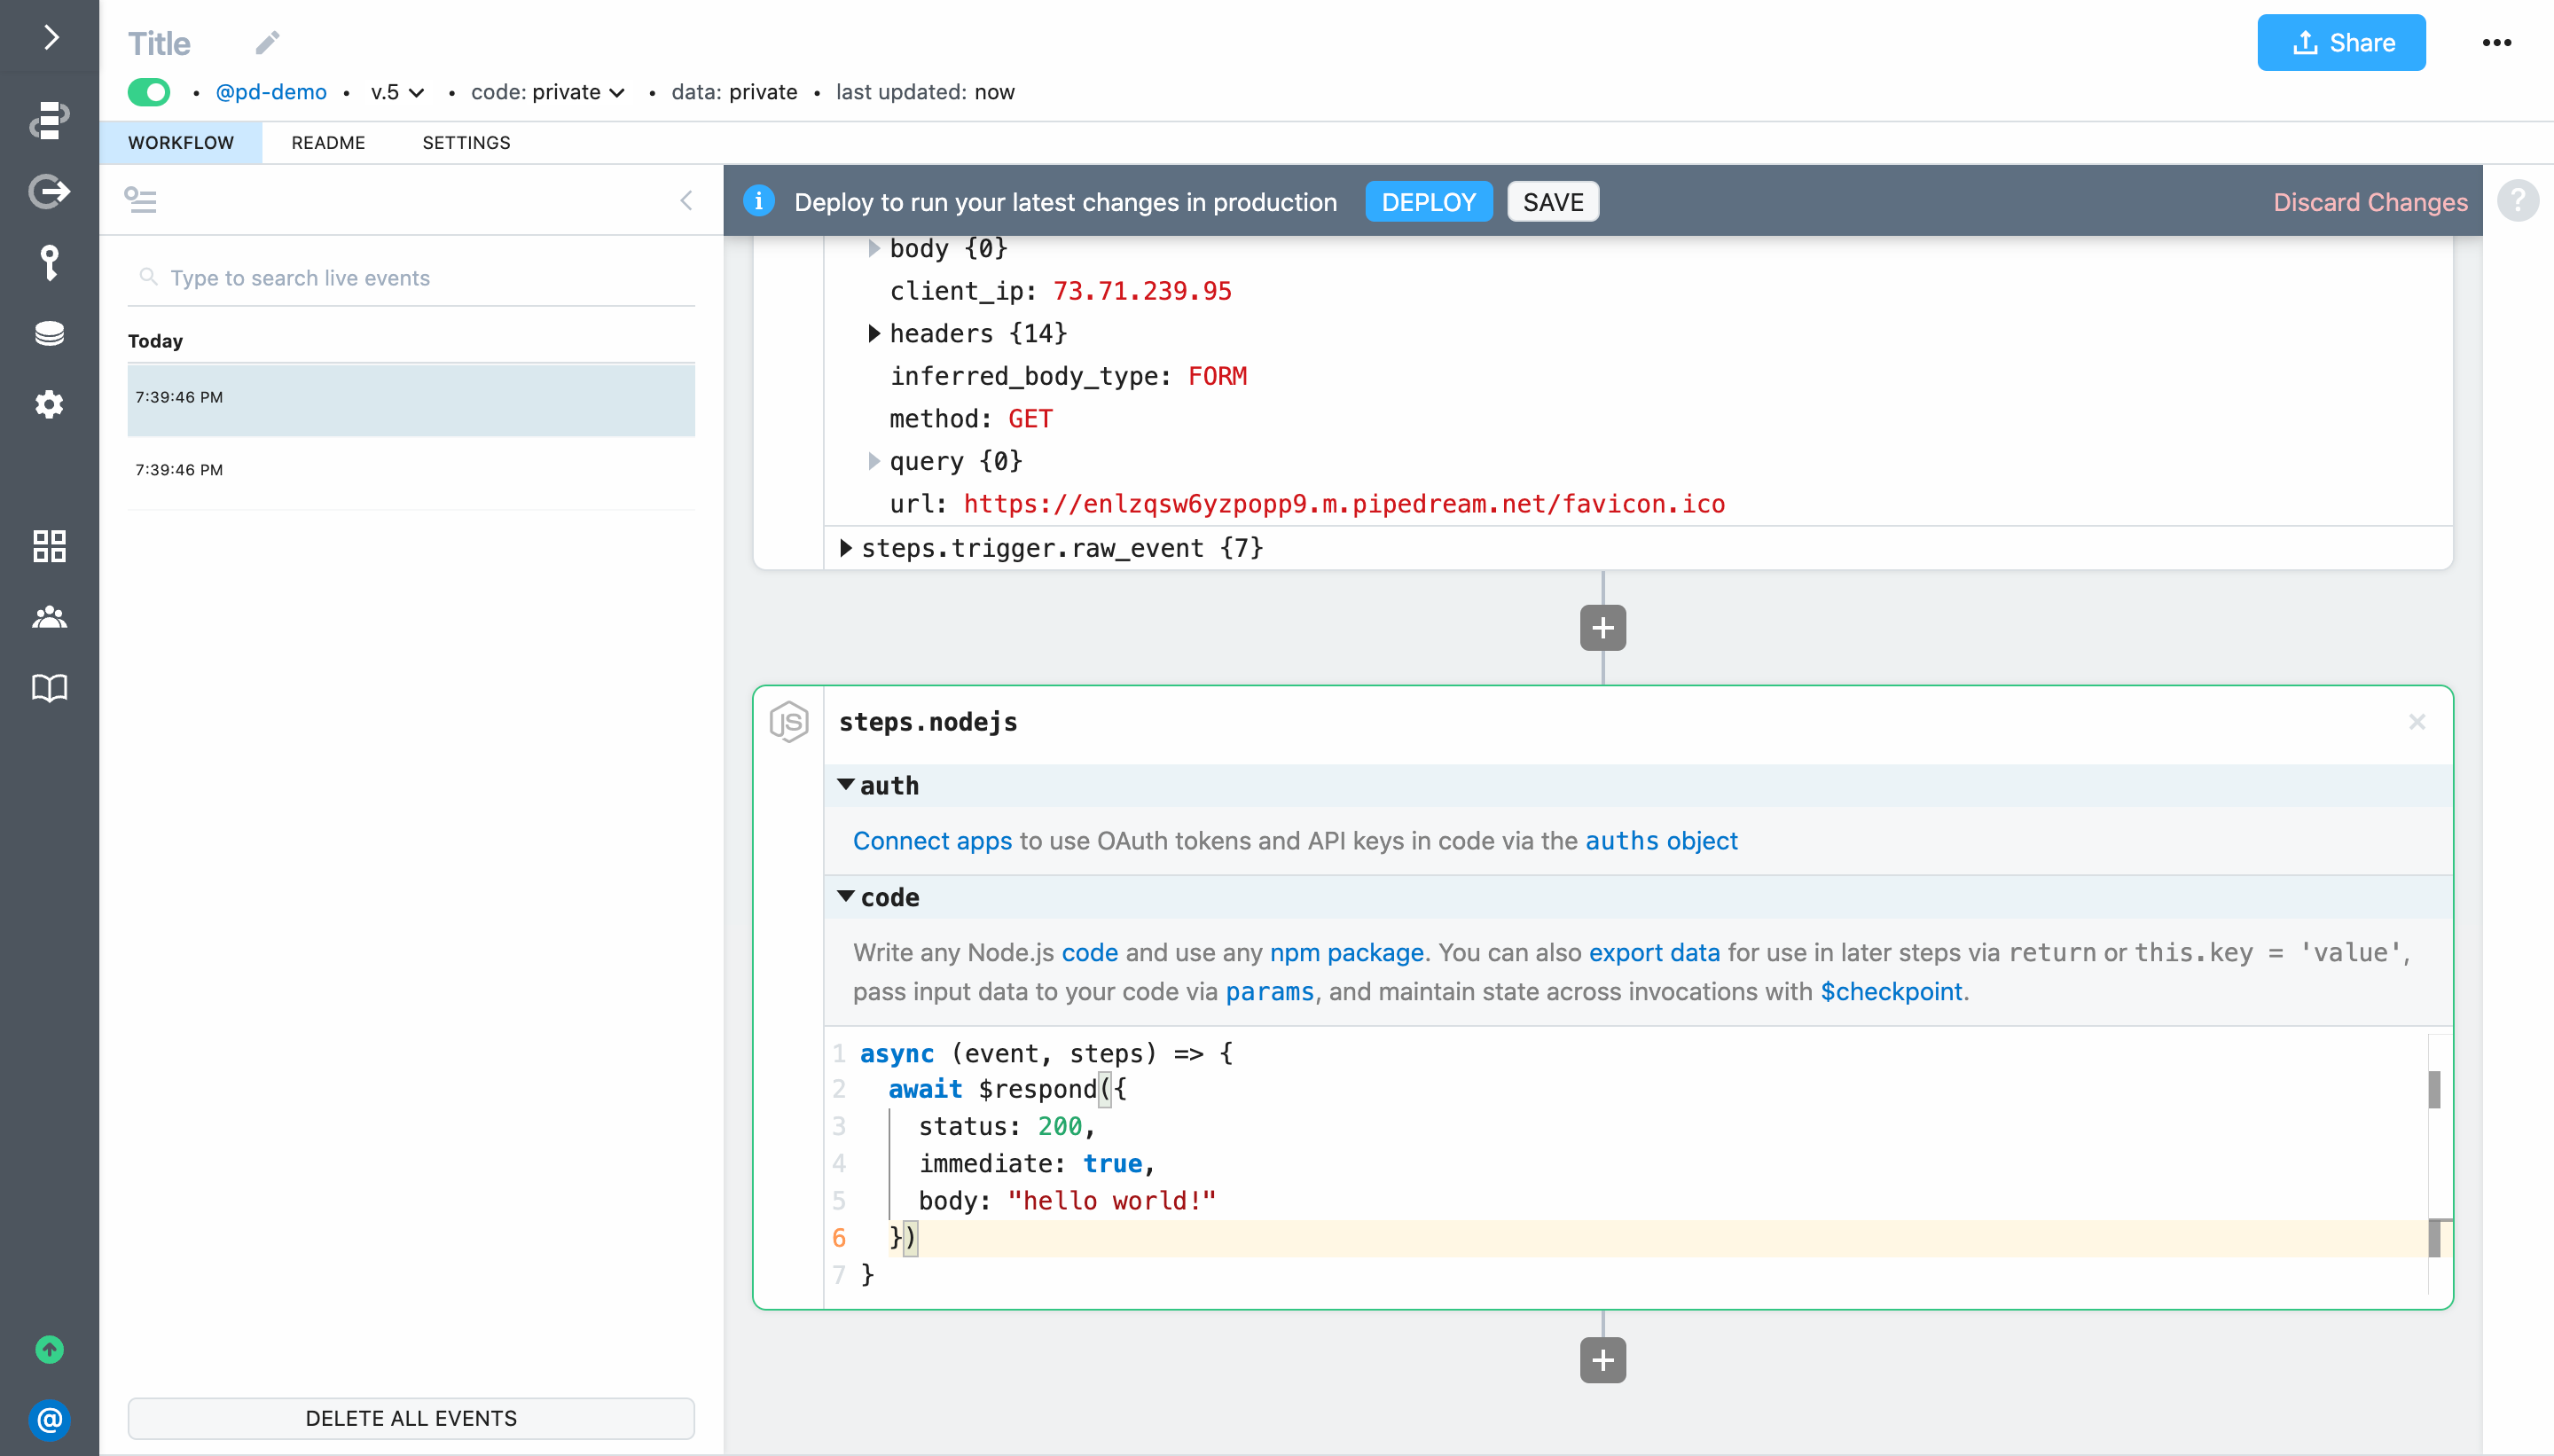 Title
Share
• @pd-demo • v.5 • code: private • data: private • last updated: now
WORKFLOW README SETTINGS
Deploy to run your latest changes in production DEPLOY SAVE Discard Changes ?
Type to search live events
Today
7:39:46 PM
7:39:46 PM
DELETE ALL EVENTS
body {0}
client_ip: 73.71.239.95
headers {14}
inferred_body_type: FORM
method: GET
query {0}
url: https://enlzqsw6yzpopp9.m.pipedream.net/favicon.ico
steps.trigger.raw_event {7}
JS steps.nodejs
auth
Connect apps to use OAuth tokens and API keys in code via the auths object
code
Write any Node.js code and use any npm package. You can also export data for use in later steps via return or this.key = 'value',
pass input data to your code via params, and maintain state across invocations with $checkpoint.
1 async (event, steps) => {
2 await $respond({
3 status: 200,
4 immediate: true,
5 body: "hello world!"
6 })
7 }